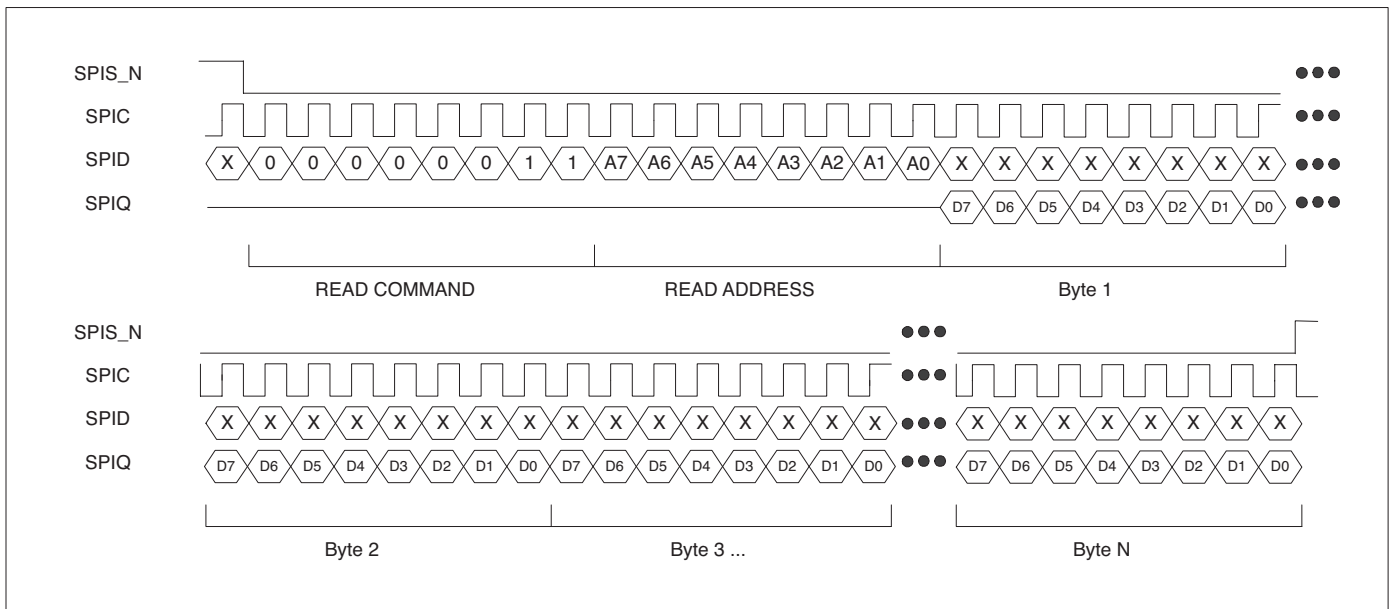 SPIS_N
SPIC
SPID X 0 0 0 0 0 0 1 1 A7 A6 A5 A4 A3 A2 A1 A0 X X X X X X X X
SPIQ D7 D6 D5 D4 D3 D2 D1 D0
READ COMMAND READ ADDRESS Byte 1
SPIS_N
SPIC
SPID X X X X X X X X X X X X X X X X X X X X X X X X
SPIQ D7 D6 D5 D4 D3 D2 D1 D0 D7 D6 D5 D4 D3 D2 D1 D0 D7 D6 D5 D4 D3 D2 D1 D0
Byte 2 Byte 3 ... Byte N